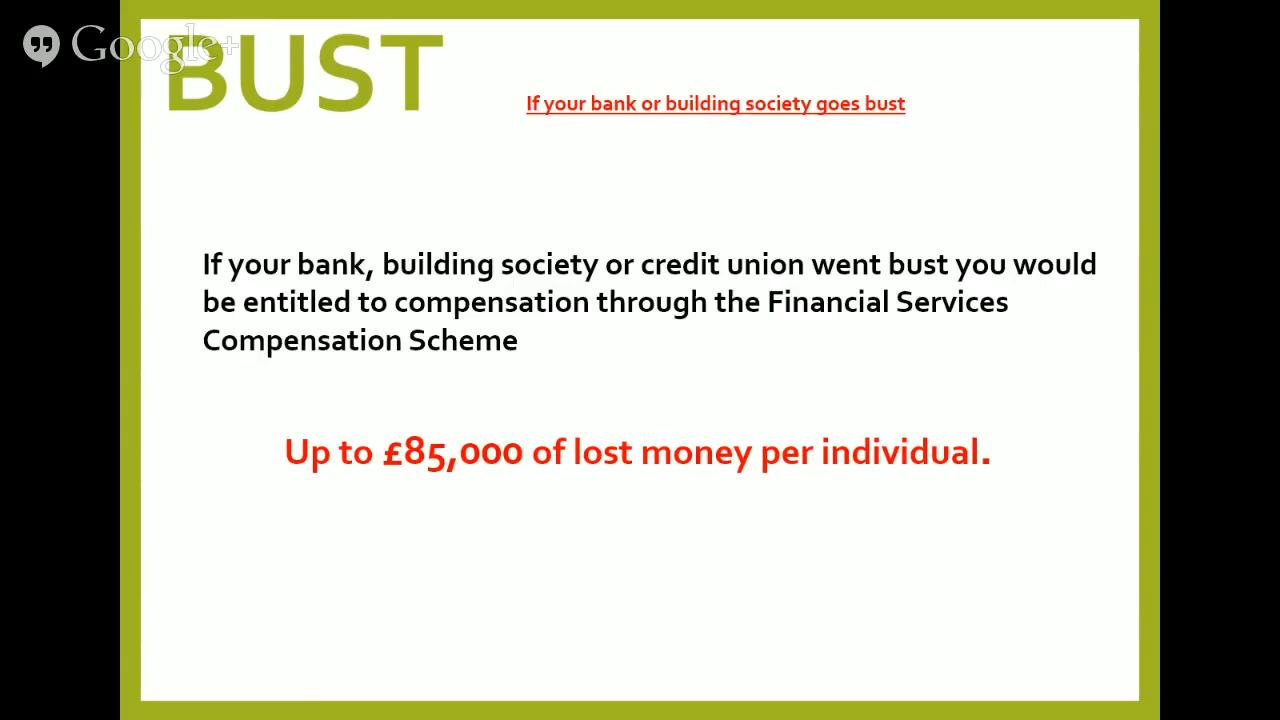 Google+
BUST
If your bank or building society goes bust
If your bank, building society or credit union went bust you would
be entitled to compensation through the Financial Services
Compensation Scheme
Up to £85,000 of lost money per individual.